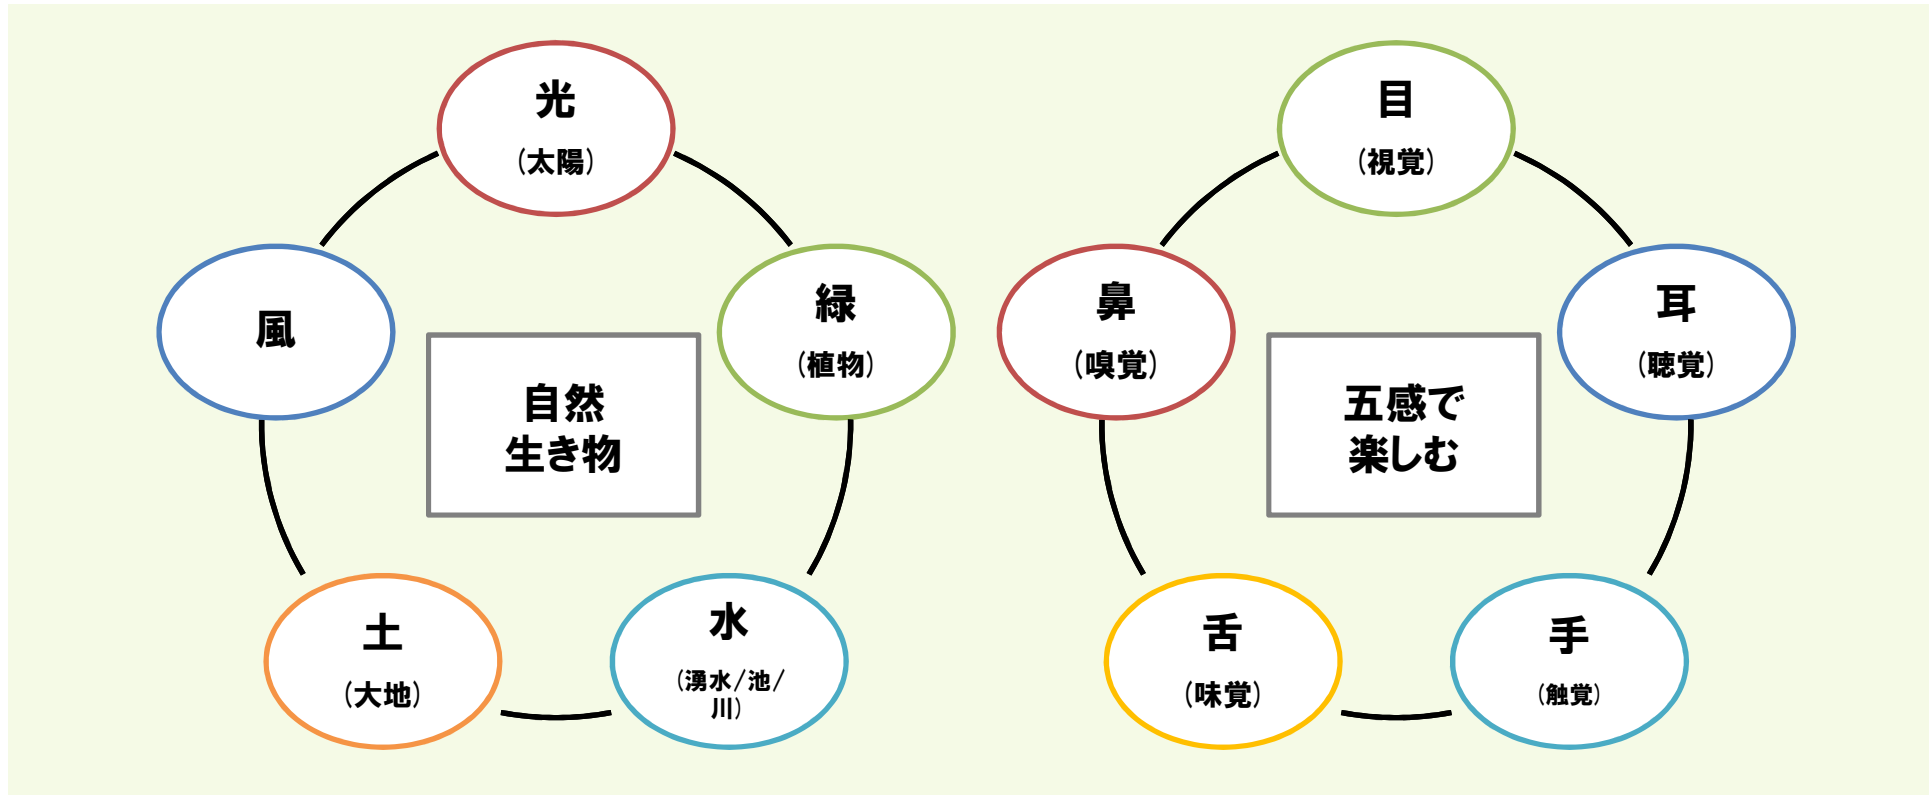 光
(太陽)
緑
(植物)
水
(湧水/池/
川)
土
(大地)
風
自然
生き物
目
(視覚)
耳
(聴覚)
手
(触覚)
舌
(味覚)
鼻
(嗅覚)
五感で
楽しむ